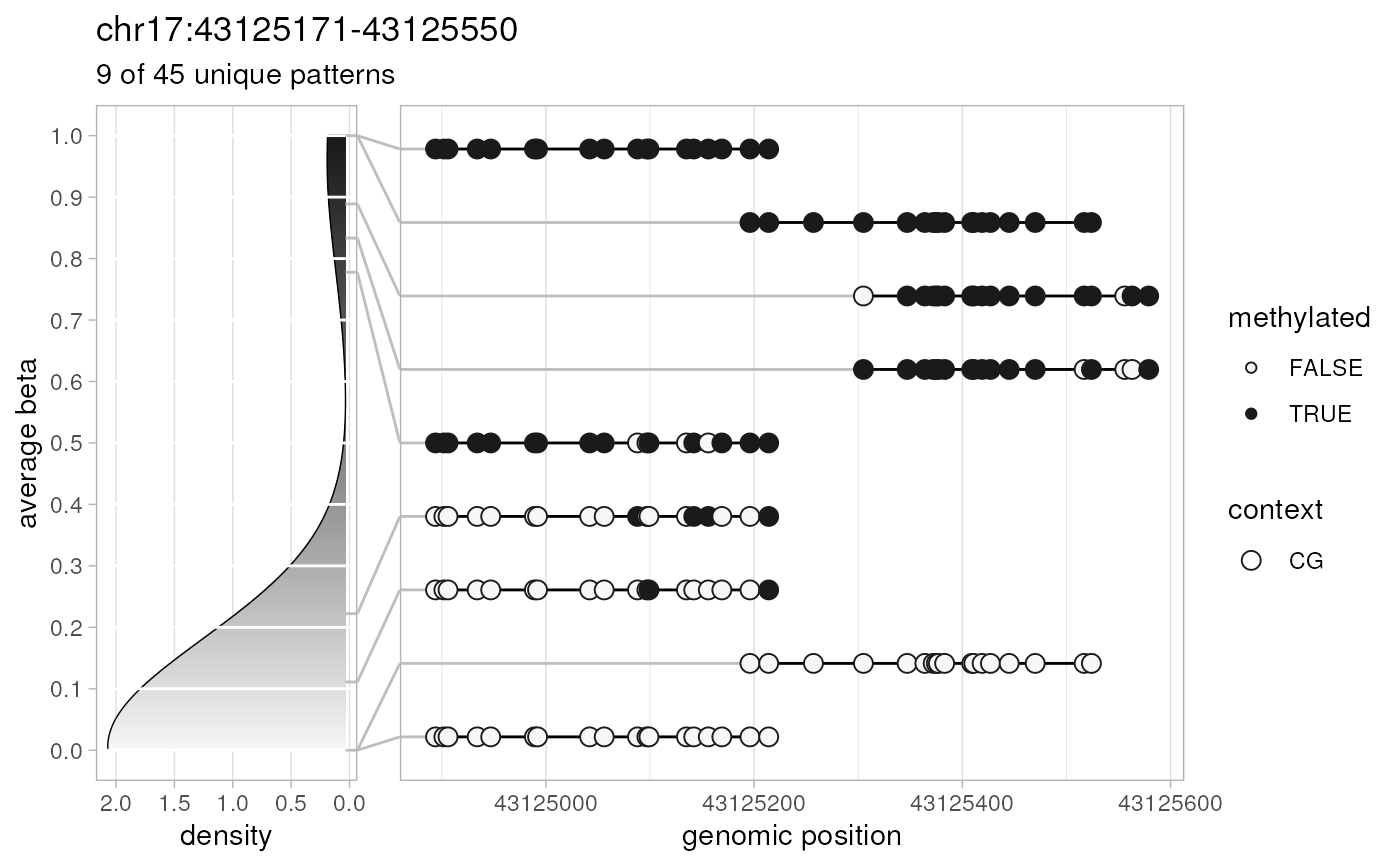 chr17:43125171-43125550
9 of 45 unique patterns
average beta
1.0
0.9
0.8
0.7
0.6
0.5
0.4
0.3
0.2
0.1
0.0
2.0 1.5 1.0 0.5 0.0
density
43125000 43125200 43125400 43125600
genomic position
methylated
FALSE
TRUE
context
CG